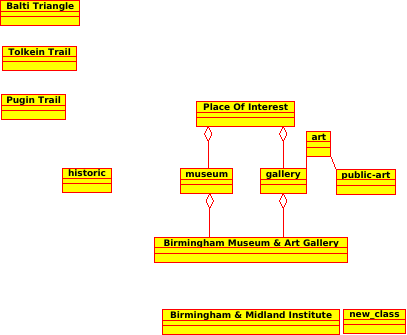 Balti Triangle
Tolkein Trail
Pugin Trail
Place Of Interest
art
historic
museum
gallery
public-art
Birmingham Museum & Art Gallery
Birmingham & Midland Institute
new_class